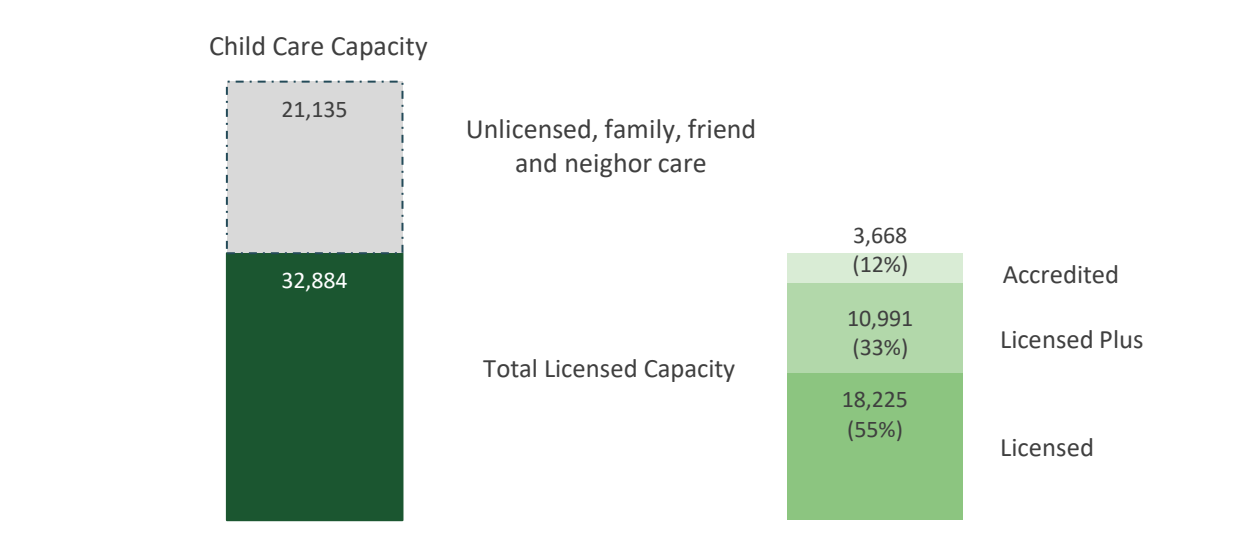 Child Care Capacity
21,135
Unlicensed, family, friend
and neighor care
32,884
Total Licensed Capacity
3,668
(12%)
Accredited
10,991
(33%)
Licensed Plus
18,225
(55%)
Licensed